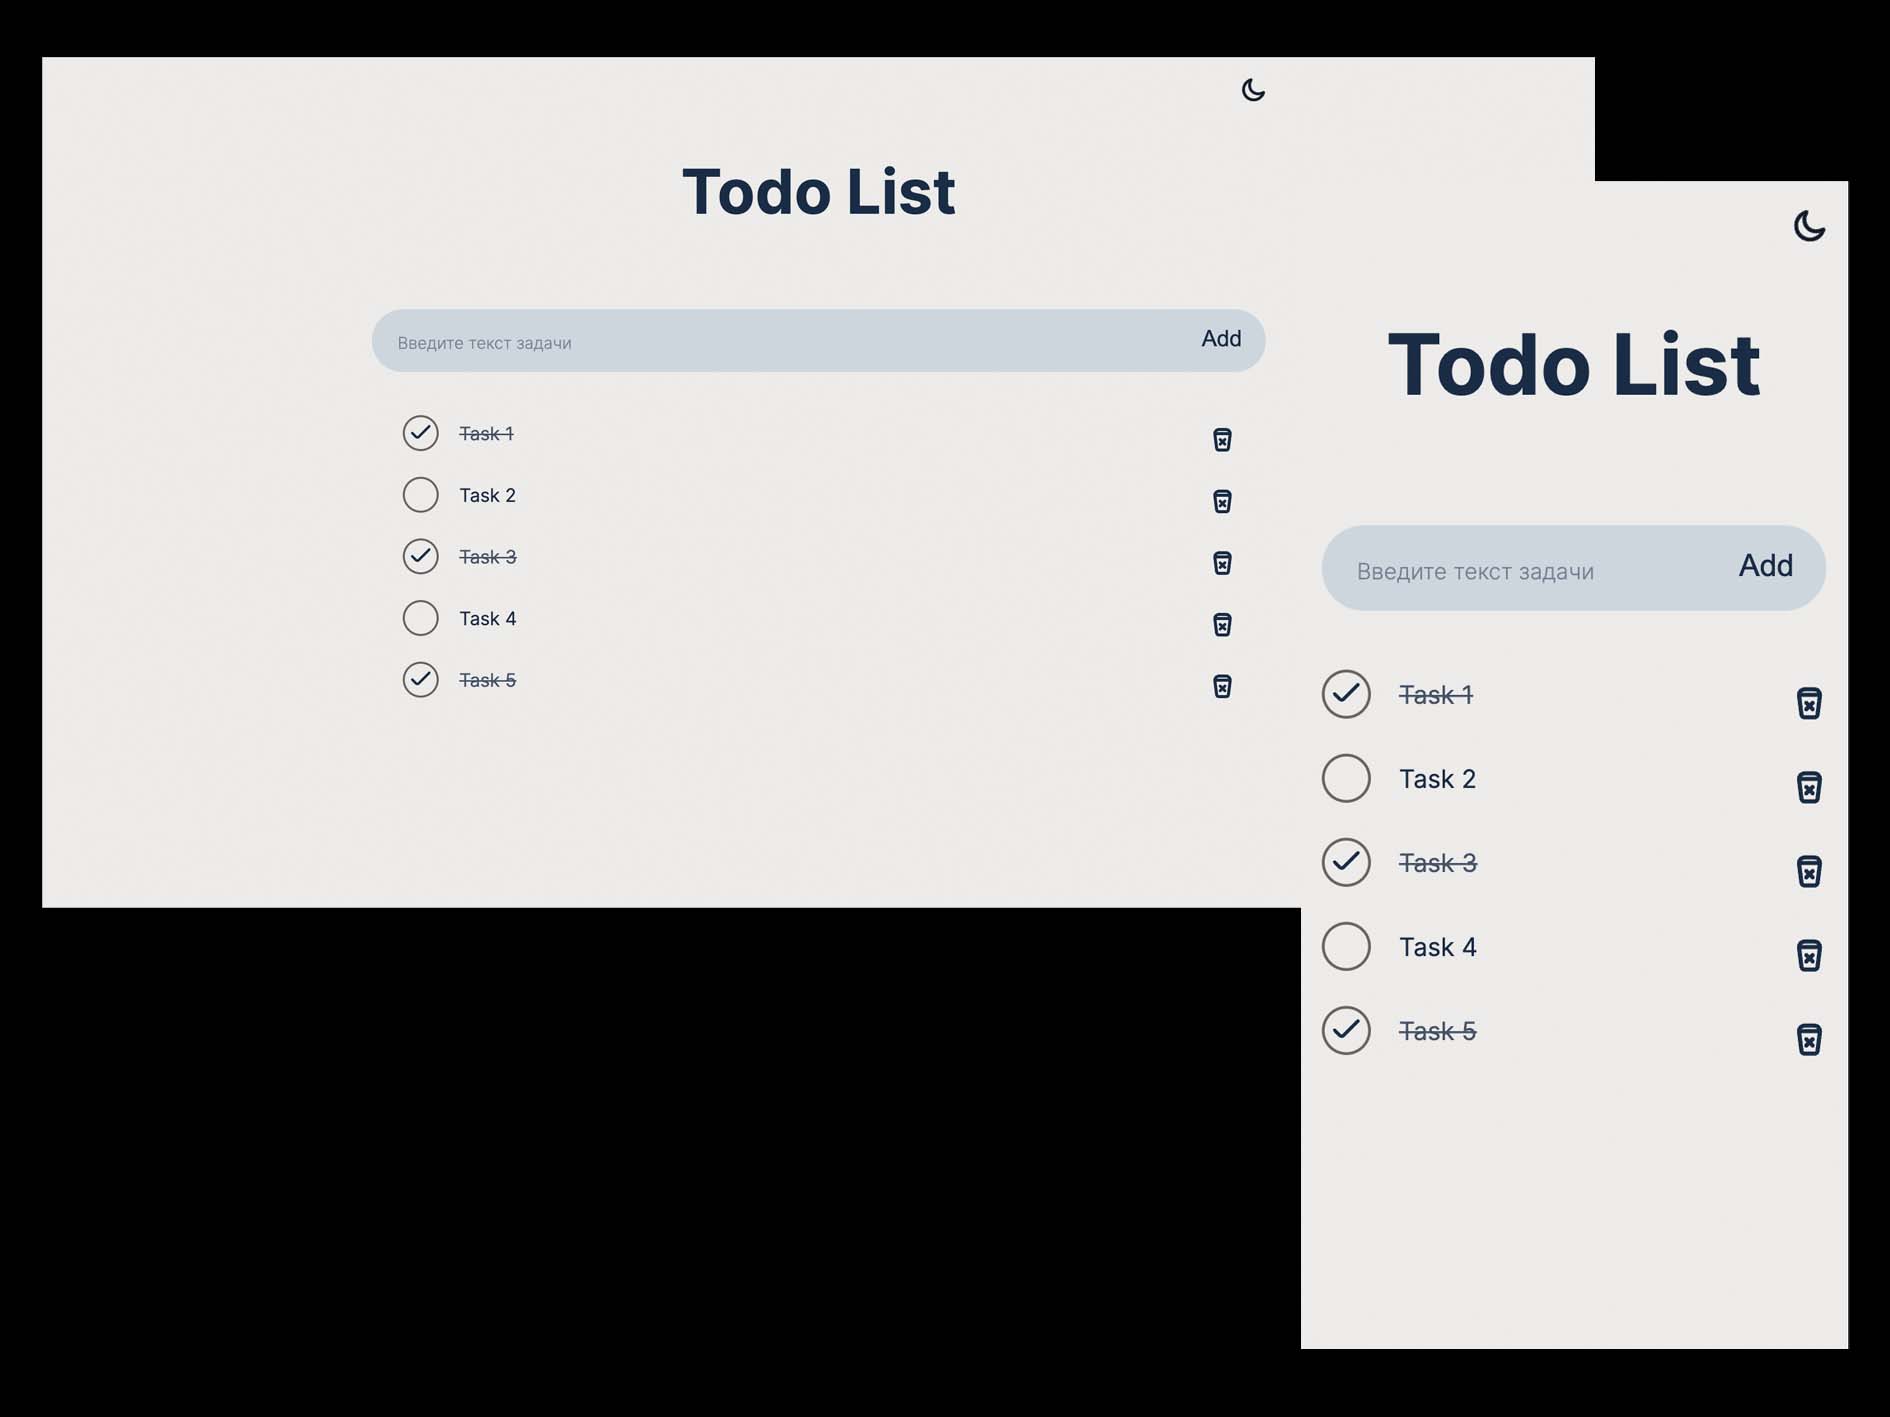 Todo List
Введите текст задачи
Add
Task 1
Task 2
Task 3
Task 4
Task 5
Todo List
Введите текст задачи
Add
Task 1
Task 2
Task 3
Task 4
Task 5